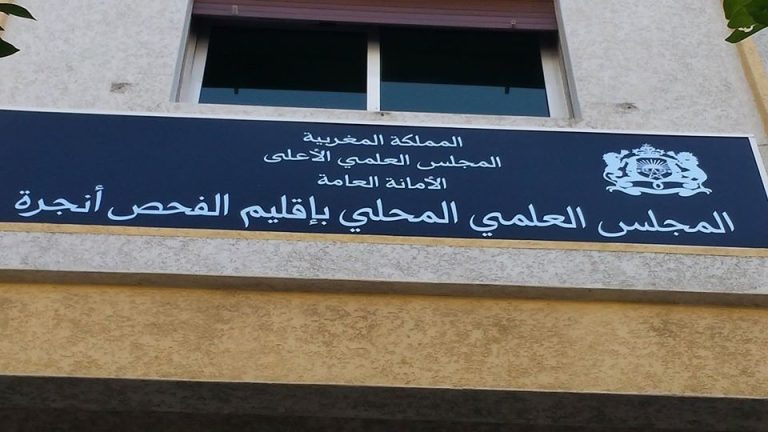 المملكة المغربية
المجلس العلمي الأعلى
الأمانة العامة
المجلس العلمي المحلي بإقليم الفحص أنجرة